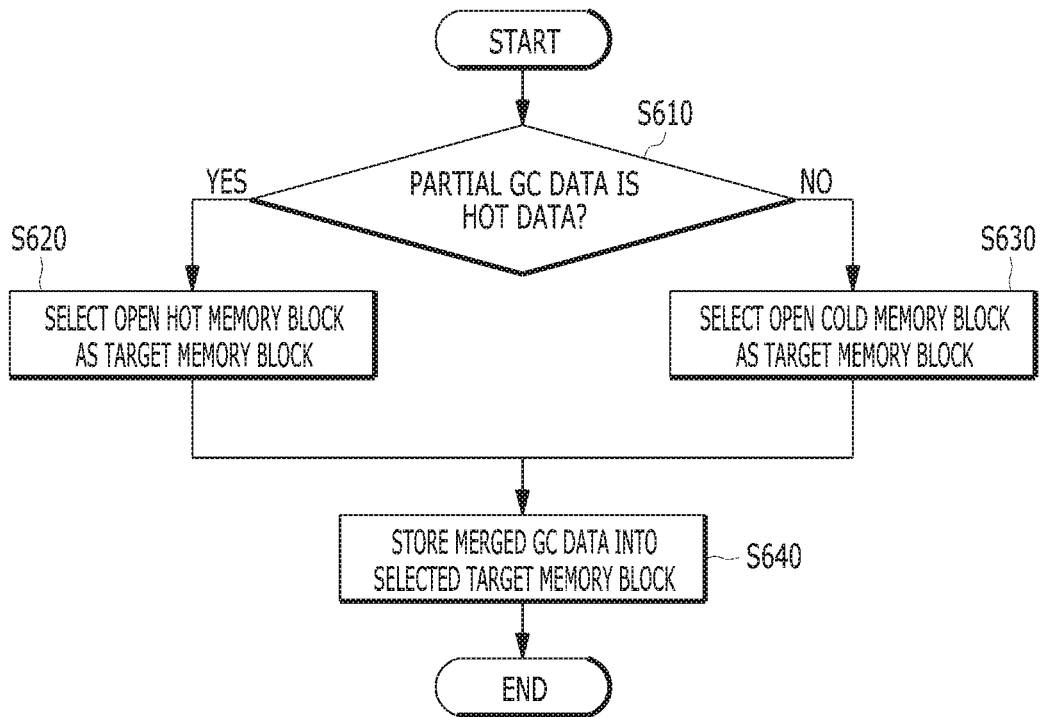 START
S610
PARTIAL GC DATA IS
HOT DATA?
YES
NO
S620
SELECT OPEN HOT MEMORY BLOCK
AS TARGET MEMORY BLOCK
S630
SELECT OPEN COLD MEMORY BLOCK
AS TARGET MEMORY BLOCK
STORE MERGED GC DATA INTO
SELECTED TARGET MEMORY BLOCK
S640
END